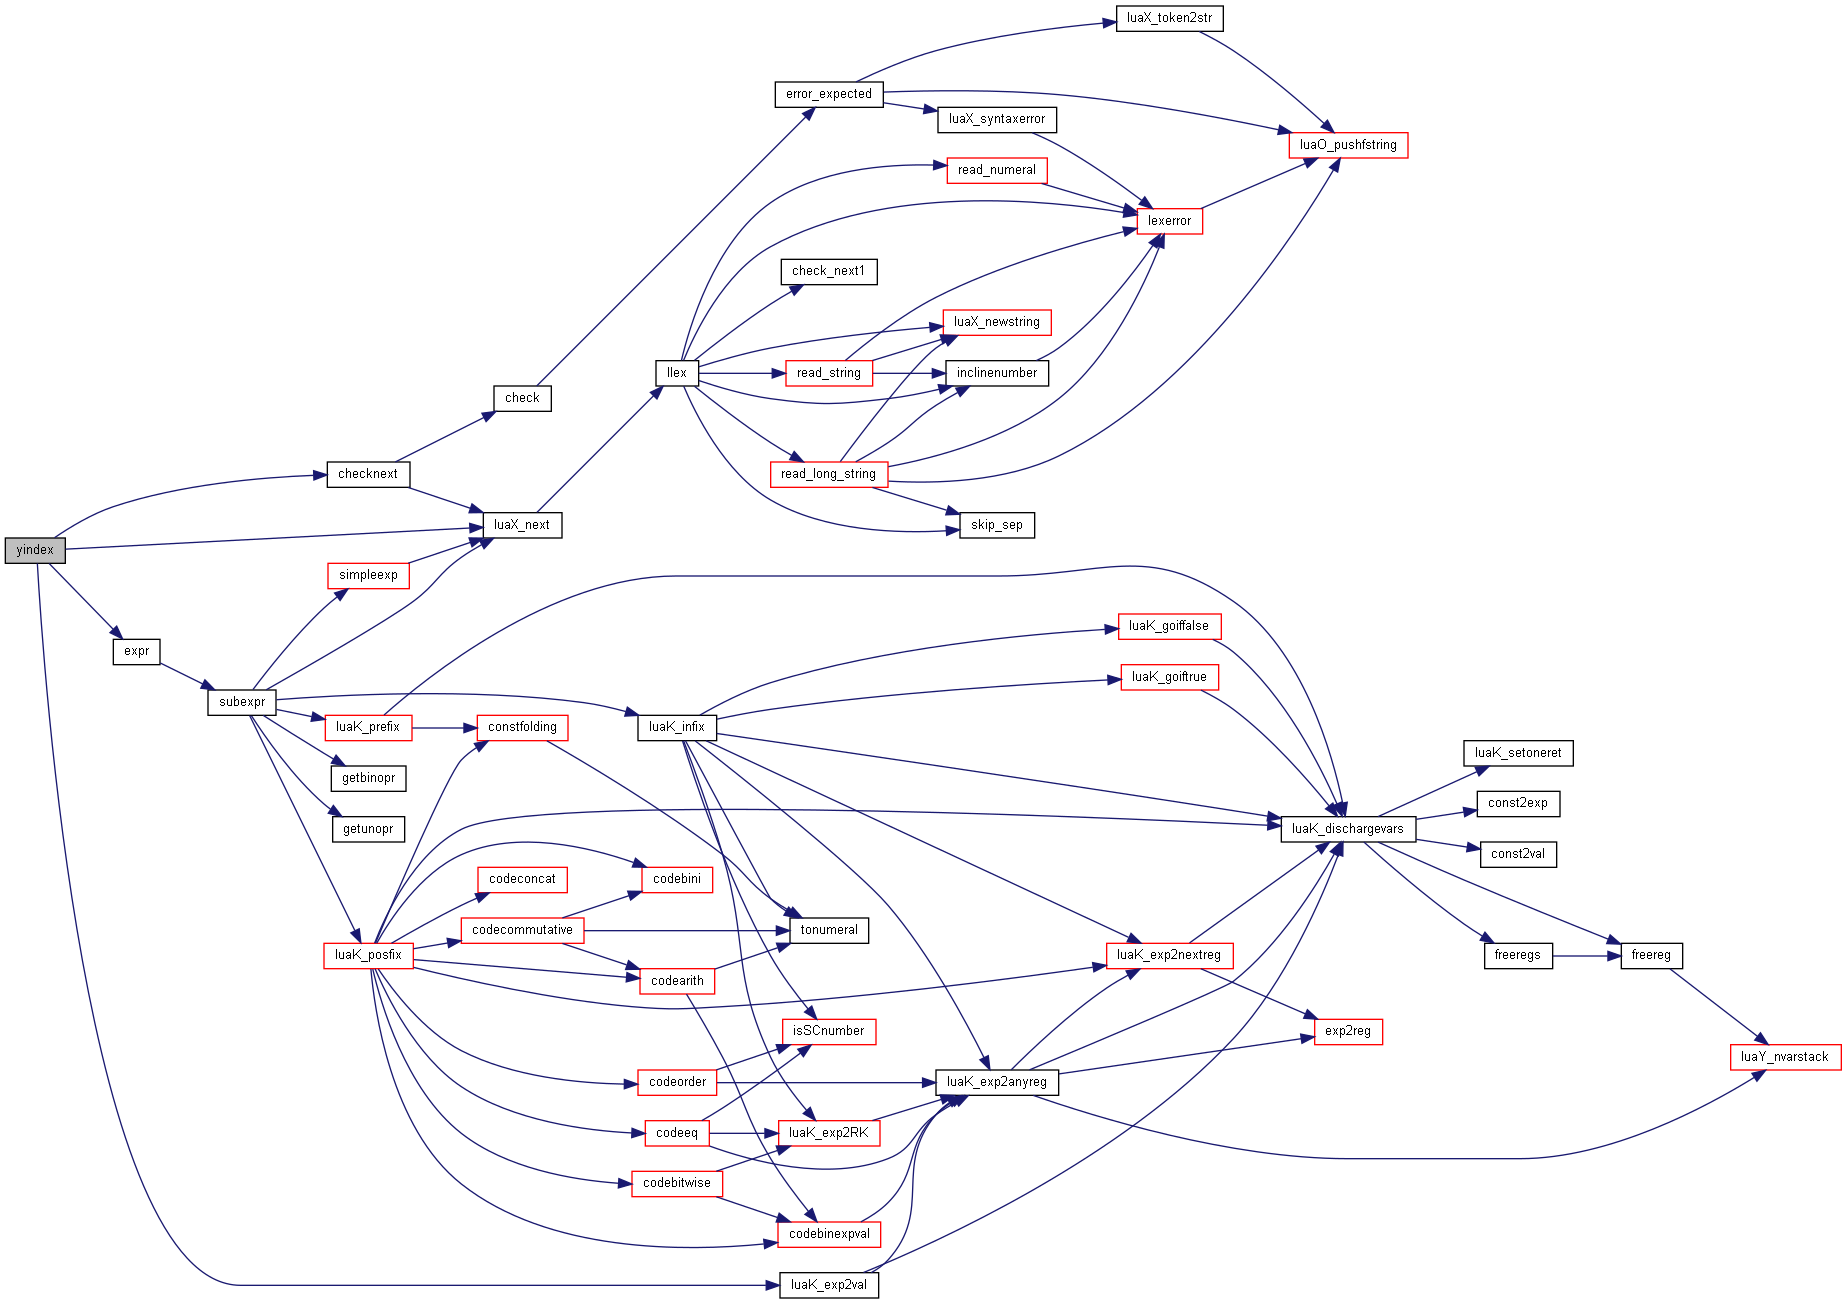 luaX_token2str
error_expected
luaX_syntaxerror
luaO_pushfstring
read_numeral
lexerror
check_next1
luaX_newstring
llex
read_string
inclinenumber
check
checknext
read_long_string
luaX_next
skip_sep
yindex
simpleexp
luaK_goiffalse
expr
luaK_goiftrue
subexpr
luaK_prefix
constfolding
luaK_infix
luaK_setoneret
getbinopr
const2exp
getunopr
luaK_dischargevars
const2val
codeconcat
codebini
codecommutative
tonumeral
luaK_posfix
luaK_exp2nextreg
freeregs
freereg
codearith
isSCnumber
exp2reg
luaY_nvarstack
codeorder
luaK_exp2anyreg
codeeq
luaK_exp2RK
codebitwise
codebinexpval
luaK_exp2val